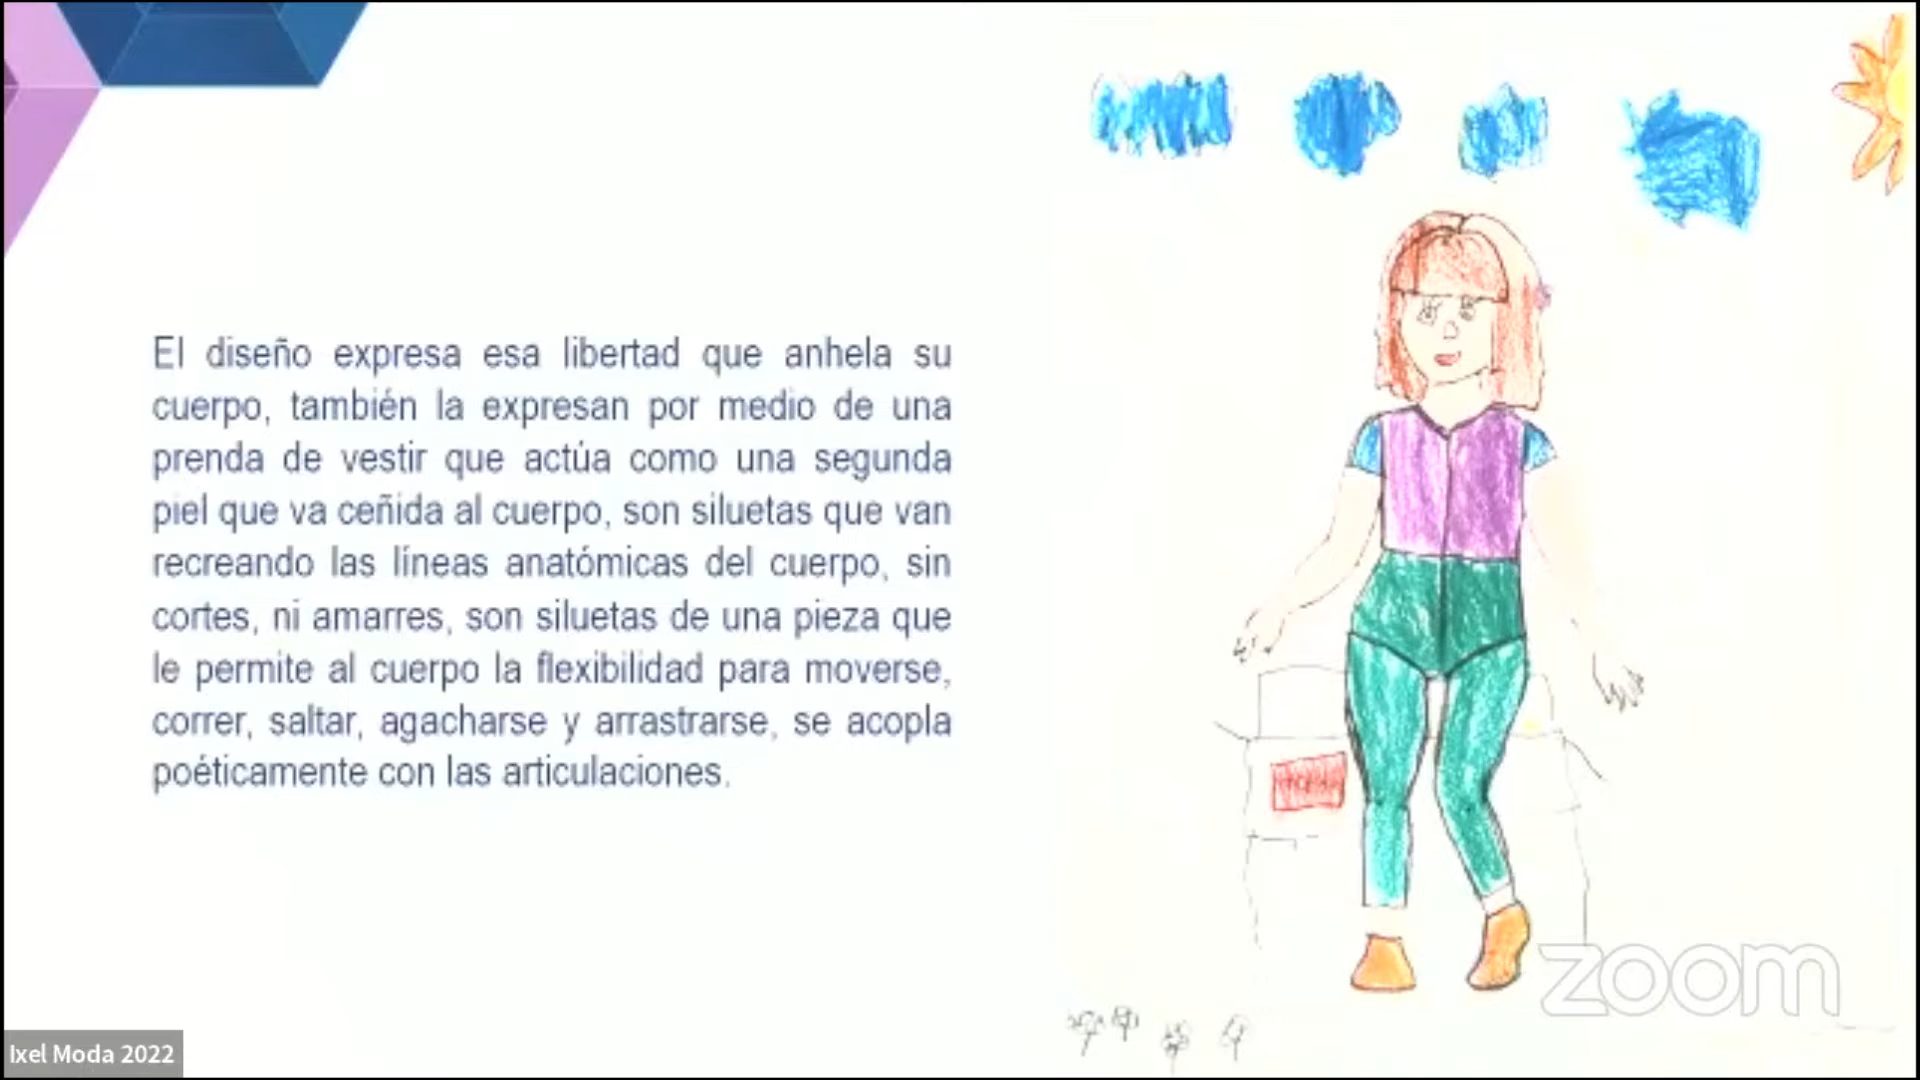 El diseño expresa esa libertad que anhela su
cuerpo, también la expresan por medio de una
prenda de vestir que actúa como una segunda
piel que va ceñida al cuerpo, son siluetas que van
recreando las líneas anatómicas del cuerpo, sin
cortes, ni amarres, son siluetas de una pieza que
le permite al cuerpo la flexibilidad para moverse,
correr, saltar, agacharse y arrastrarse, se acopla
poéticamente con las articulaciones.
zoom
Ixel Moda 2022